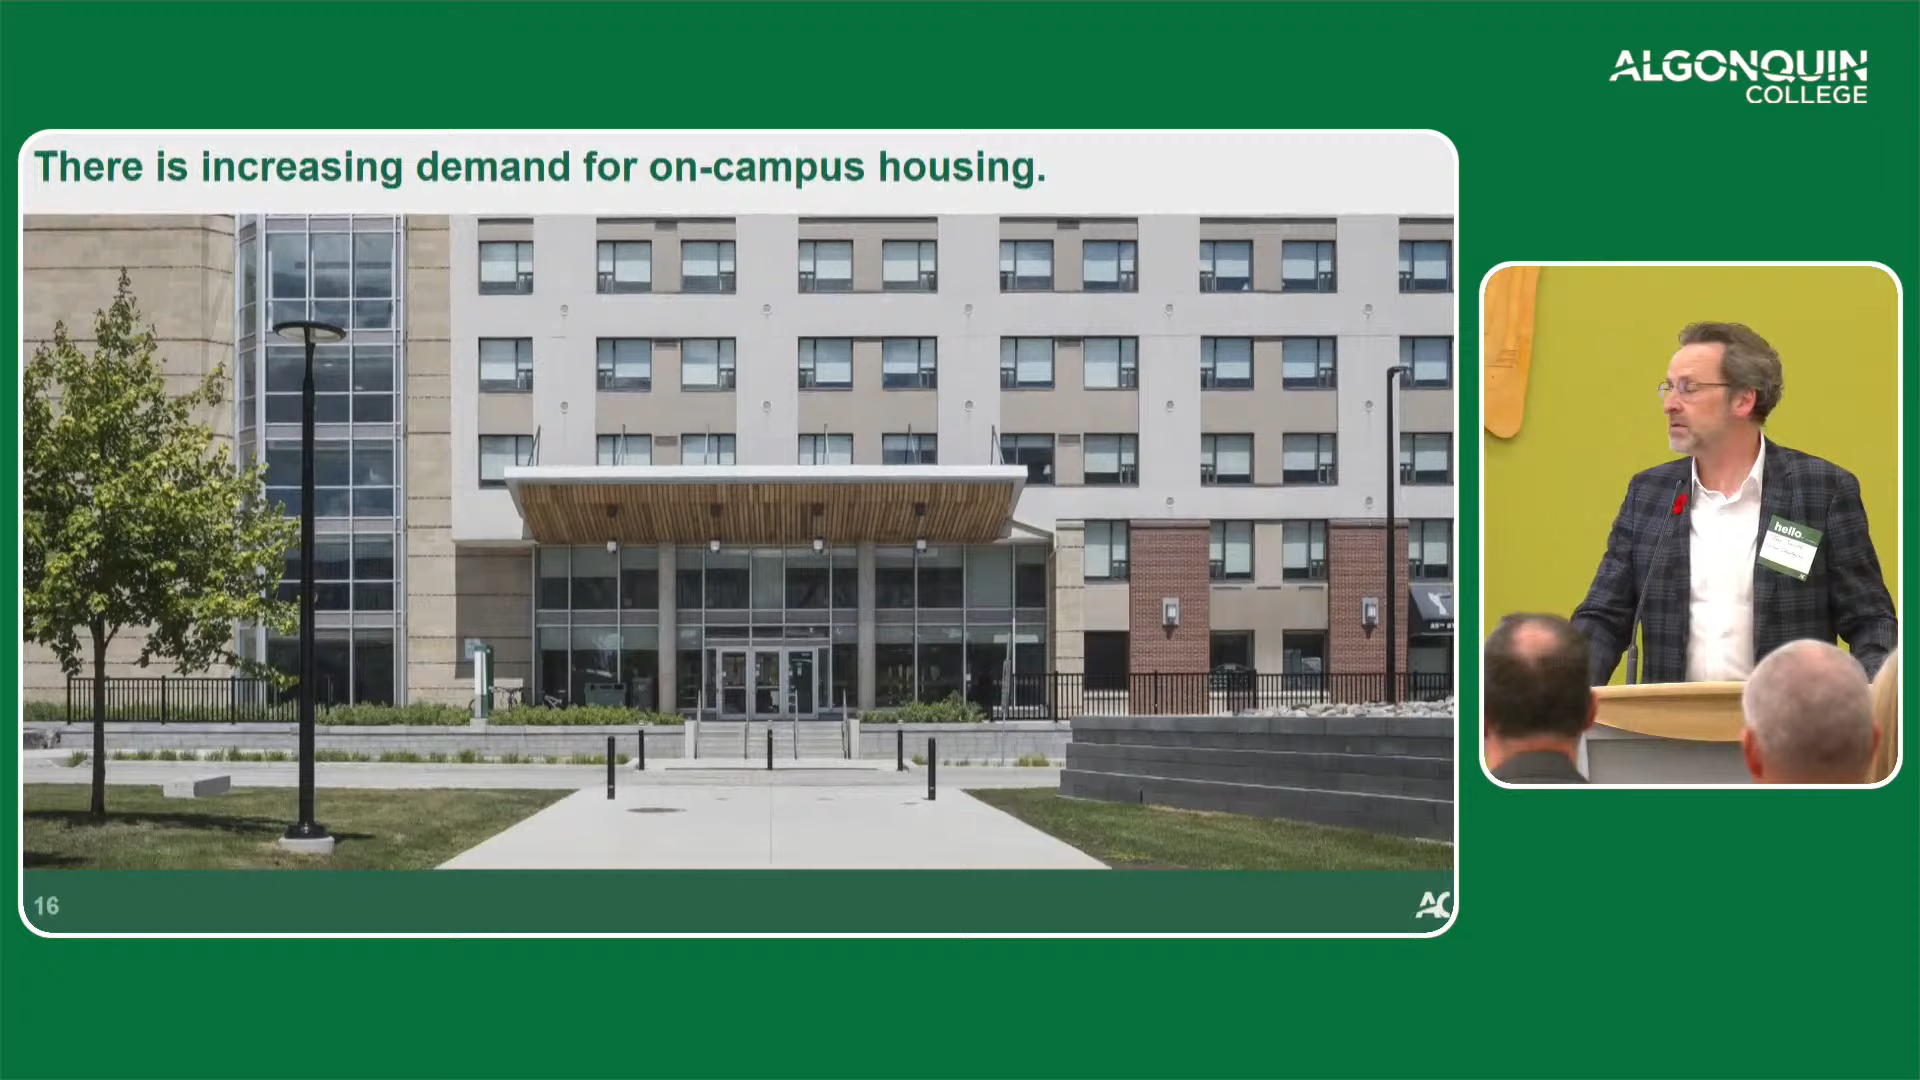 ALGONQUIN
COLLEGE
There is increasing demand for on-campus housing.
hello
16
AC